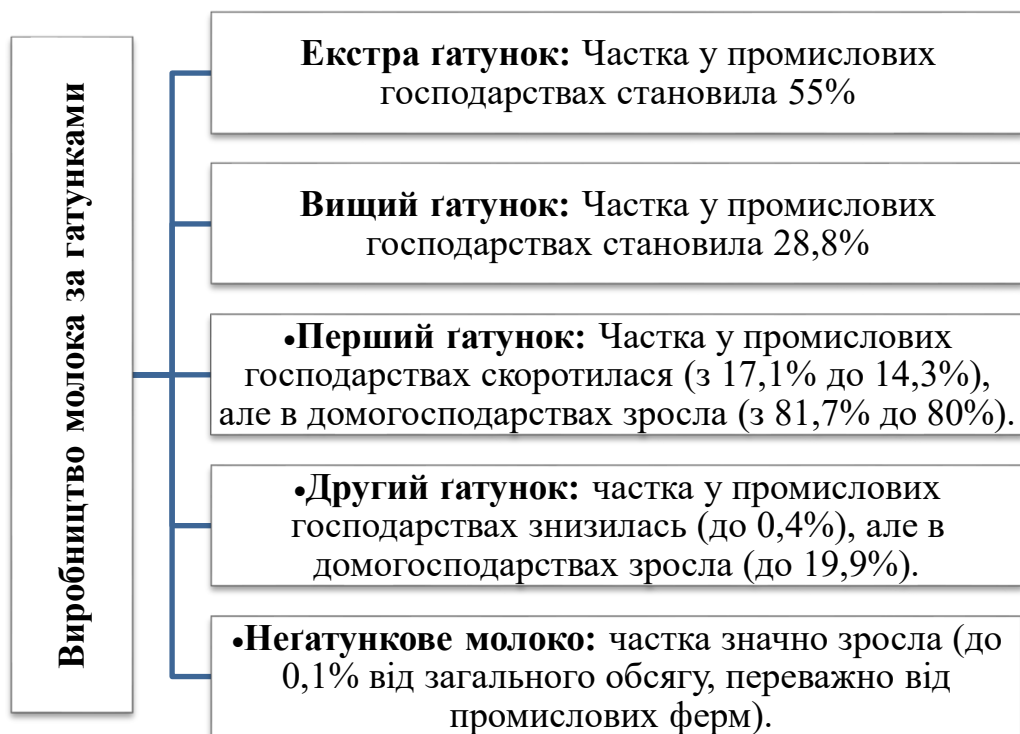 Виробництво молока за гатунками
Екстра ґатунок: Частка у промислових
господарствах становила 55%
Вищий ґатунок: Частка у промислових
господарствах становила 28,8%
•Перший ґатунок: Частка у промислових
господарствах скоротилася (з 17,1% до 14,3%),
але в домогосподарствах зросла (з 81,7% до 80%).
•Другий ґатунок: частка у промислових
господарствах знизилась (до 0,4%), але в
домогосподарствах зросла (до 19,9%).
•Неґатункове молоко: частка значно зросла (до
0,1% від загального обсягу, переважно від
промислових ферм).